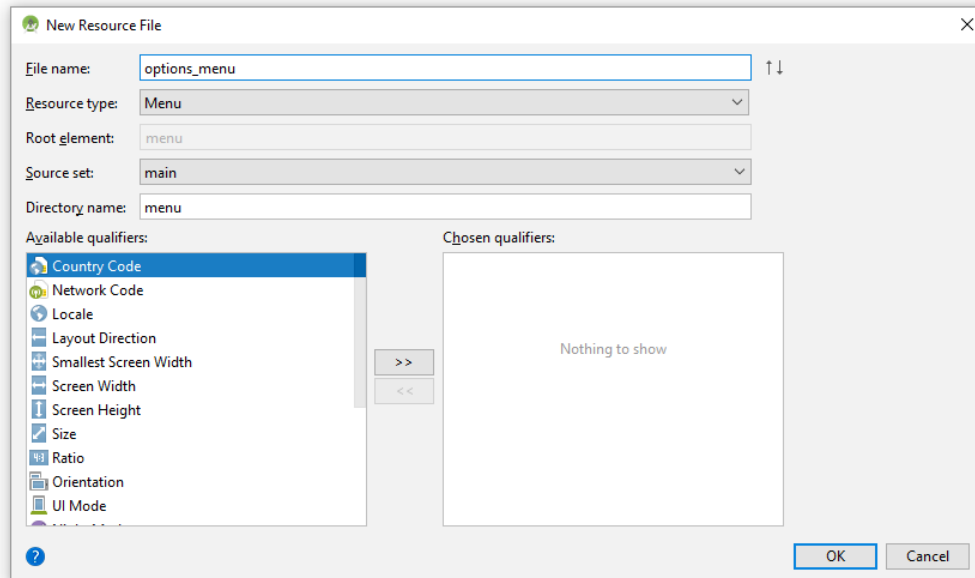 New Resource File
File name: options_menu
Resource type: Menu
Root element: menu
Source set: main
Directory name: menu
Available qualifiers: Chosen qualifiers:
Country Code
Network Code
Locale
Layout Direction
Smallest Screen Width
Screen Width
Screen Height
Size
Ratio
Orientation
UI Mode
>>
<<
Nothing to show
OK Cancel